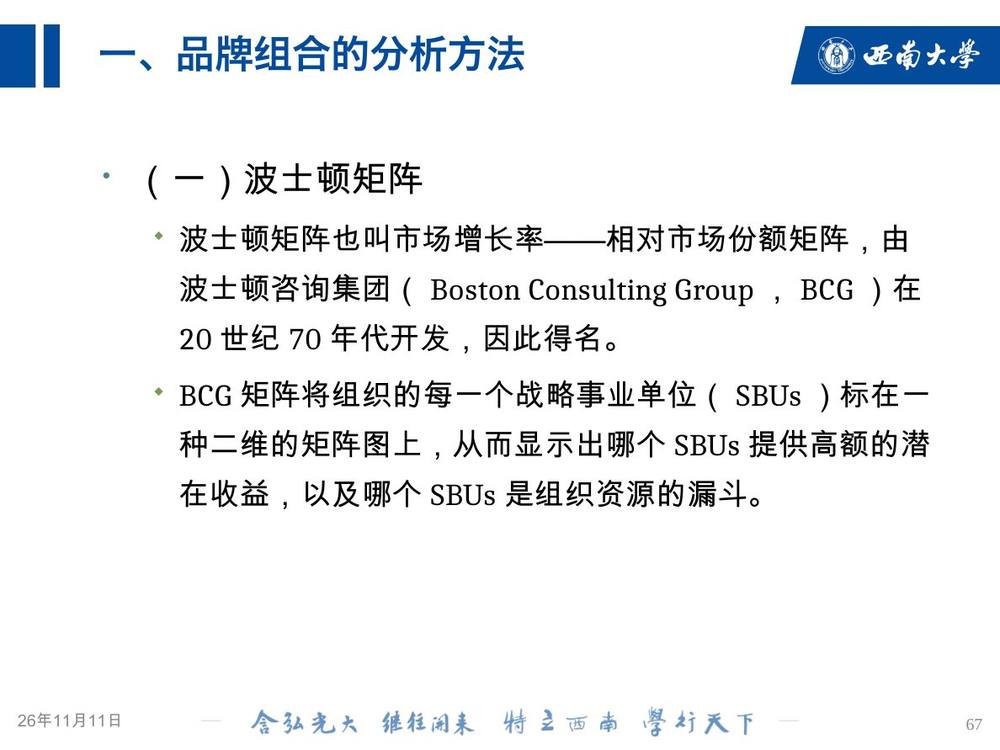 一、品牌组合的分析方法
西南大学
（一）波士顿矩阵
波士顿矩阵也叫市场增长率——相对市场份额矩阵，由
波士顿咨询集团（ Boston Consulting Group ， BCG ）在
20 世纪 70 年代开发，因此得名。
BCG 矩阵将组织的每一个战略事业单位（ SBUs ）标在一
种二维的矩阵图上，从而显示出哪个 SBUs 提供高额的潜
在收益，以及哪个 SBUs 是组织资源的漏斗。
26年11月11日
含弘光大 继往开来 特立西南 学行天下
67